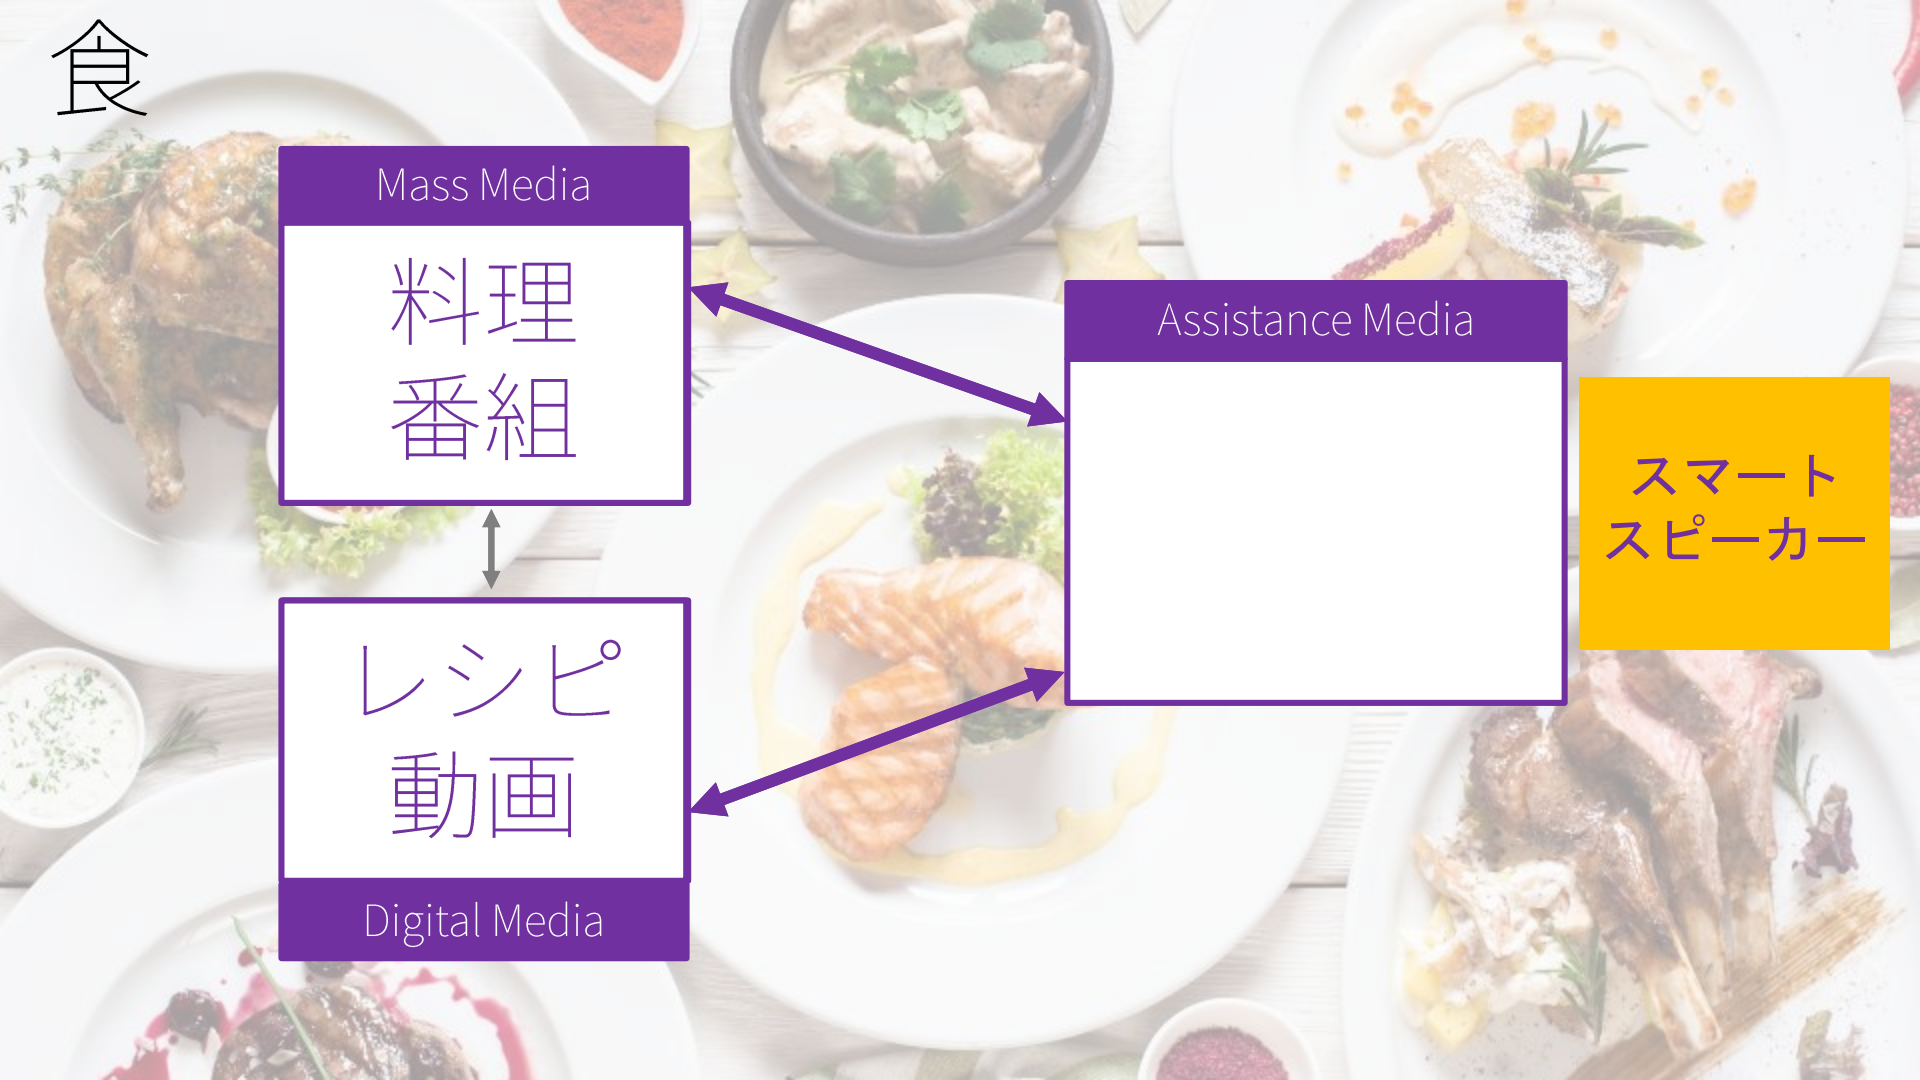 食
Mass Media
料理
番組
レシピ
動画
Digital Media
Assistance Media
スマート
スピーカー